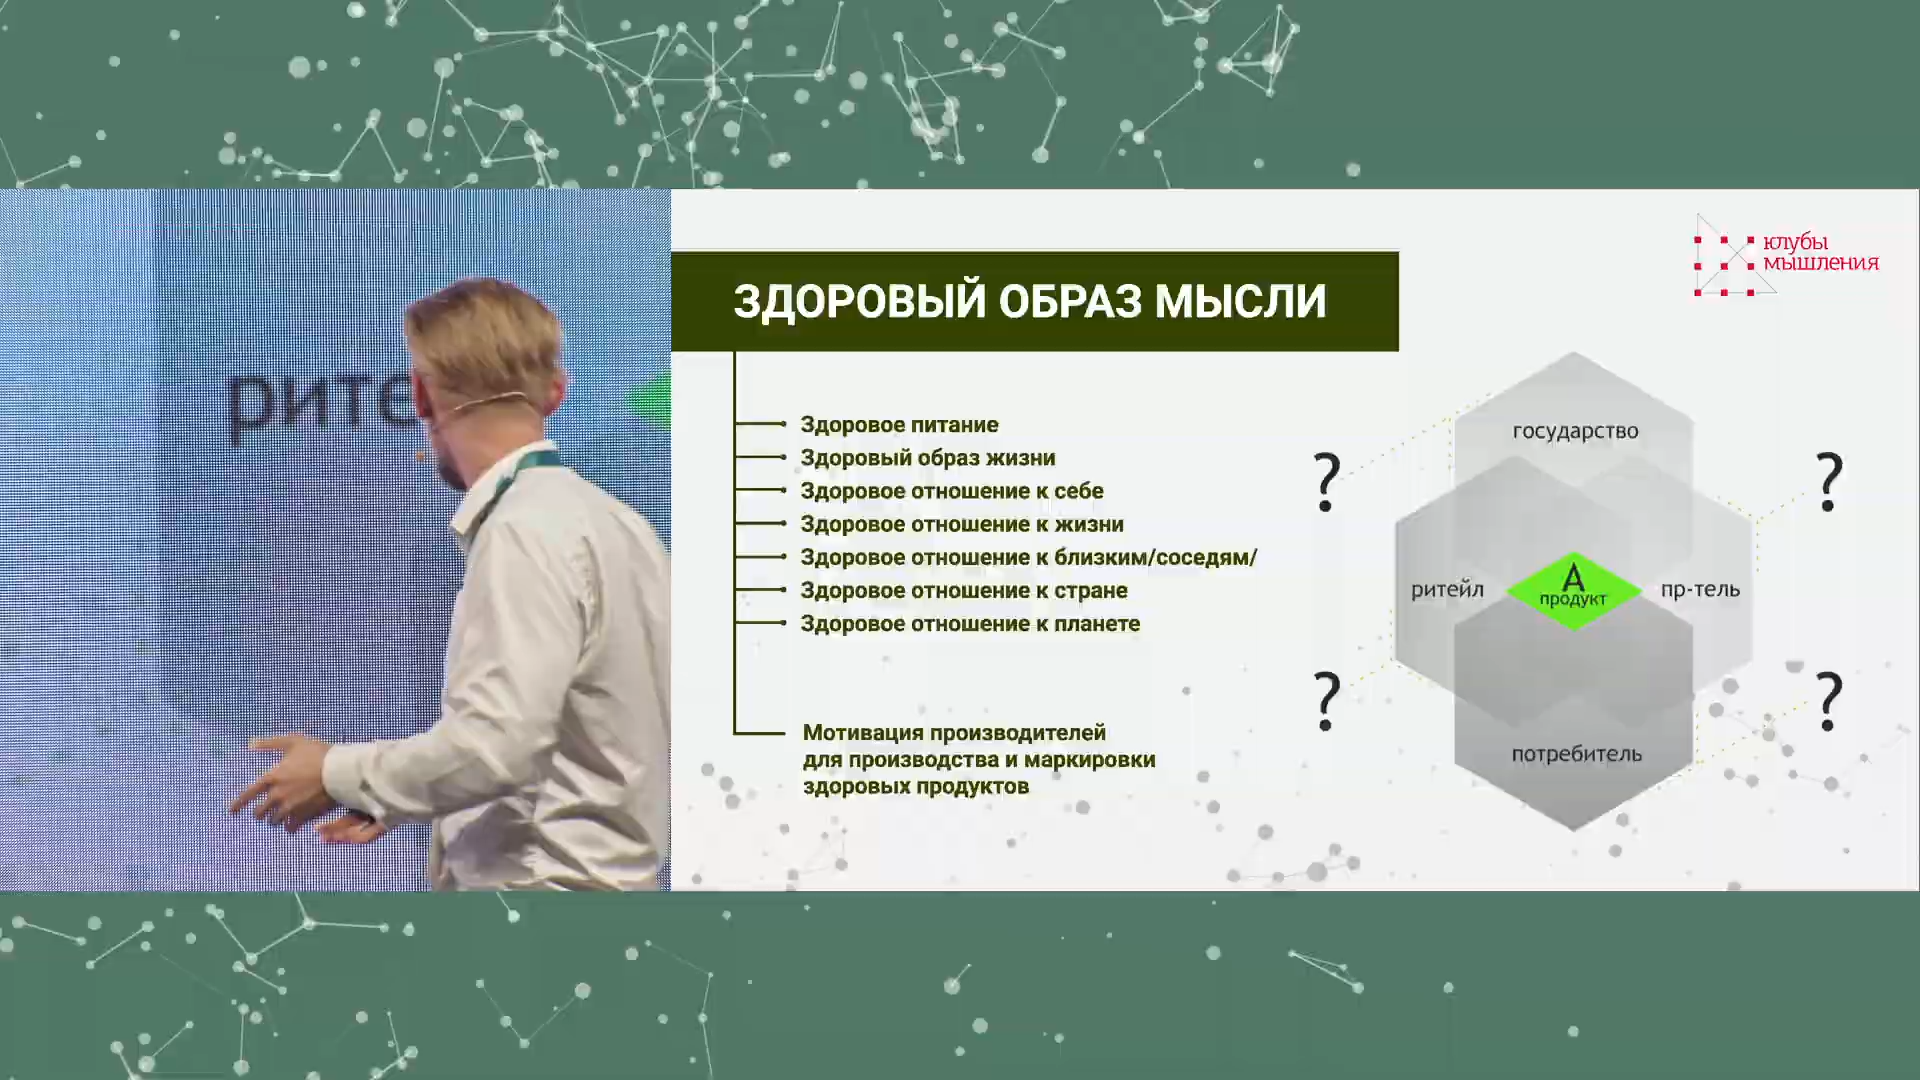 рите
клубы
мышления
ЗДОРОВЫЙ ОБРАЗ МЫСЛИ
Здоровое питание
Здоровый образ жизни
Здоровое отношение к себе
Здоровое отношение к жизни
Здоровое отношение к близким/соседям/
Здоровое отношение к стране
Здоровое отношение к планете
Мотивация производителей
для производства и маркировки
здоровых продуктов
государство
? ?
ритейл
А
продукт
пр-тель
? ?
потребитель